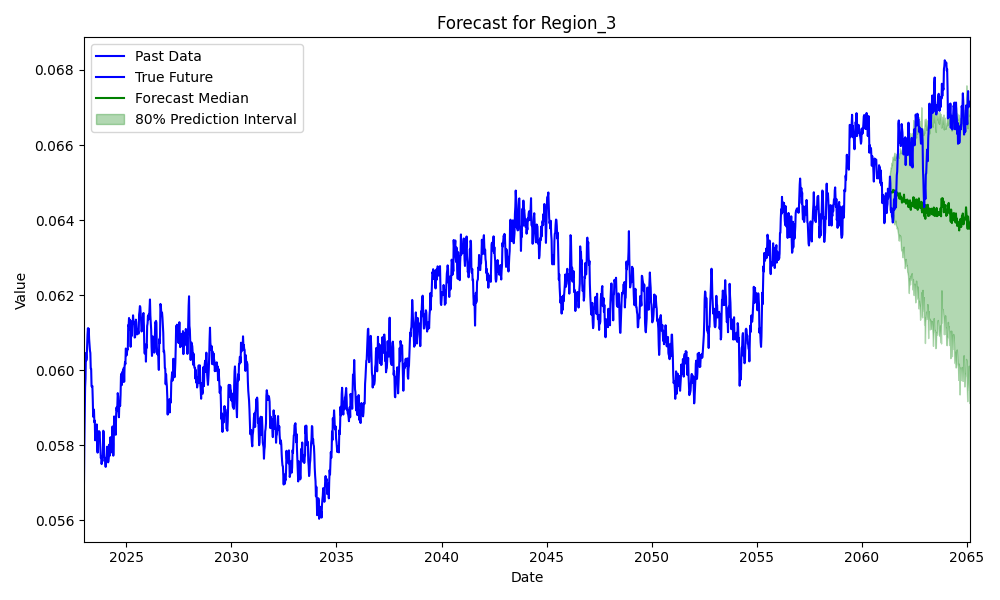 Forecast for Region_3
Past Data
True Future
Forecast Median
80% Prediction Interval
Value
0.068
0.066
0.064
0.062
0.060
0.058
0.056
2025 2030 2035 2040 2045 2050 2055 2060 2065
Date